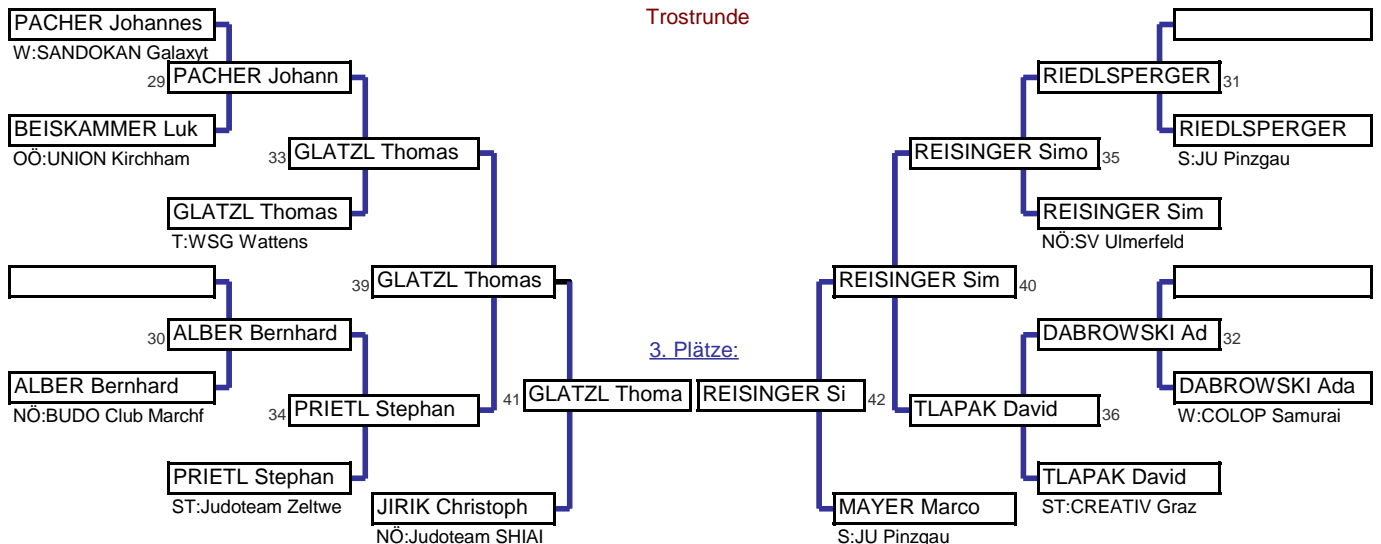 Trostrunde
PACHER Johannes
W:SANDOKAN Galaxyt
29 PACHER Johann
BEISKAMMER Luk
OÖ:UNION Kirchham
33 GLATZL Thomas
GLATZL Thomas
T:WSG Wattens
39 GLATZL Thomas
30 ALBER Bernhard
ALBER Bernhard
NÖ:BUDO Club Marchf
34 PRIETL Stephan
PRIETL Stephan
ST:Judoteam Zeltwe
41 GLATZL Thoma
JIRIK Christoph
NÖ:Judoteam SHIAI
3. Plätze:
RIEDLSPERGER 31
RIEDLSPERGER
S:JU Pinzgau
REISINGER Simo 35
REISINGER Sim
NÖ:SV Ulmerfeld
REISINGER Sim 40
DABROWSKI Ad 32
DABROWSKI Ada
W:COLOP Samurai
REISINGER Si 42
TLAPAK David 36
TLAPAK David
ST:CREATIV Graz
MAYER Marco
S:JU Pinzgau